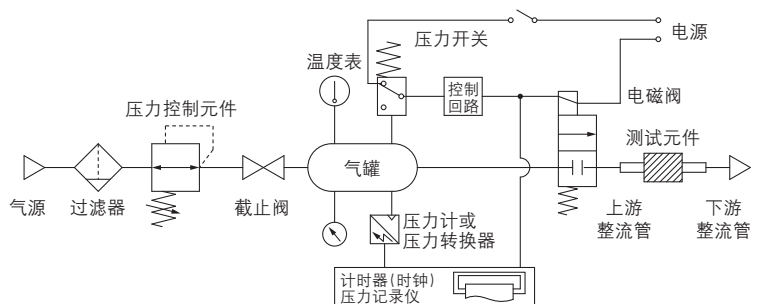 压力开关
电源
温度表
控制
回路
电磁阀
压力控制元件
测试元件
气罐
气源
过滤器
截止阀
压力计或
压力转换器
上游
整流管
下游
整流管
计时器(时钟)
压力记录仪